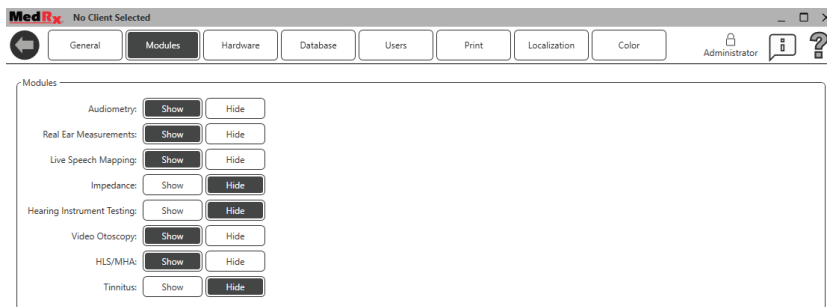 MedRx No Client Selected
General Modules Hardware Database Users Print Localization Color Administrator i ?
Modules
Audiometry: Show Hide
Real Ear Measurements: Show Hide
Live Speech Mapping: Show Hide
Impedance: Show Hide
Hearing Instrument Testing: Show Hide
Video Otoscopy: Show Hide
HLS/MHA: Show Hide
Tinnitus: Show Hide